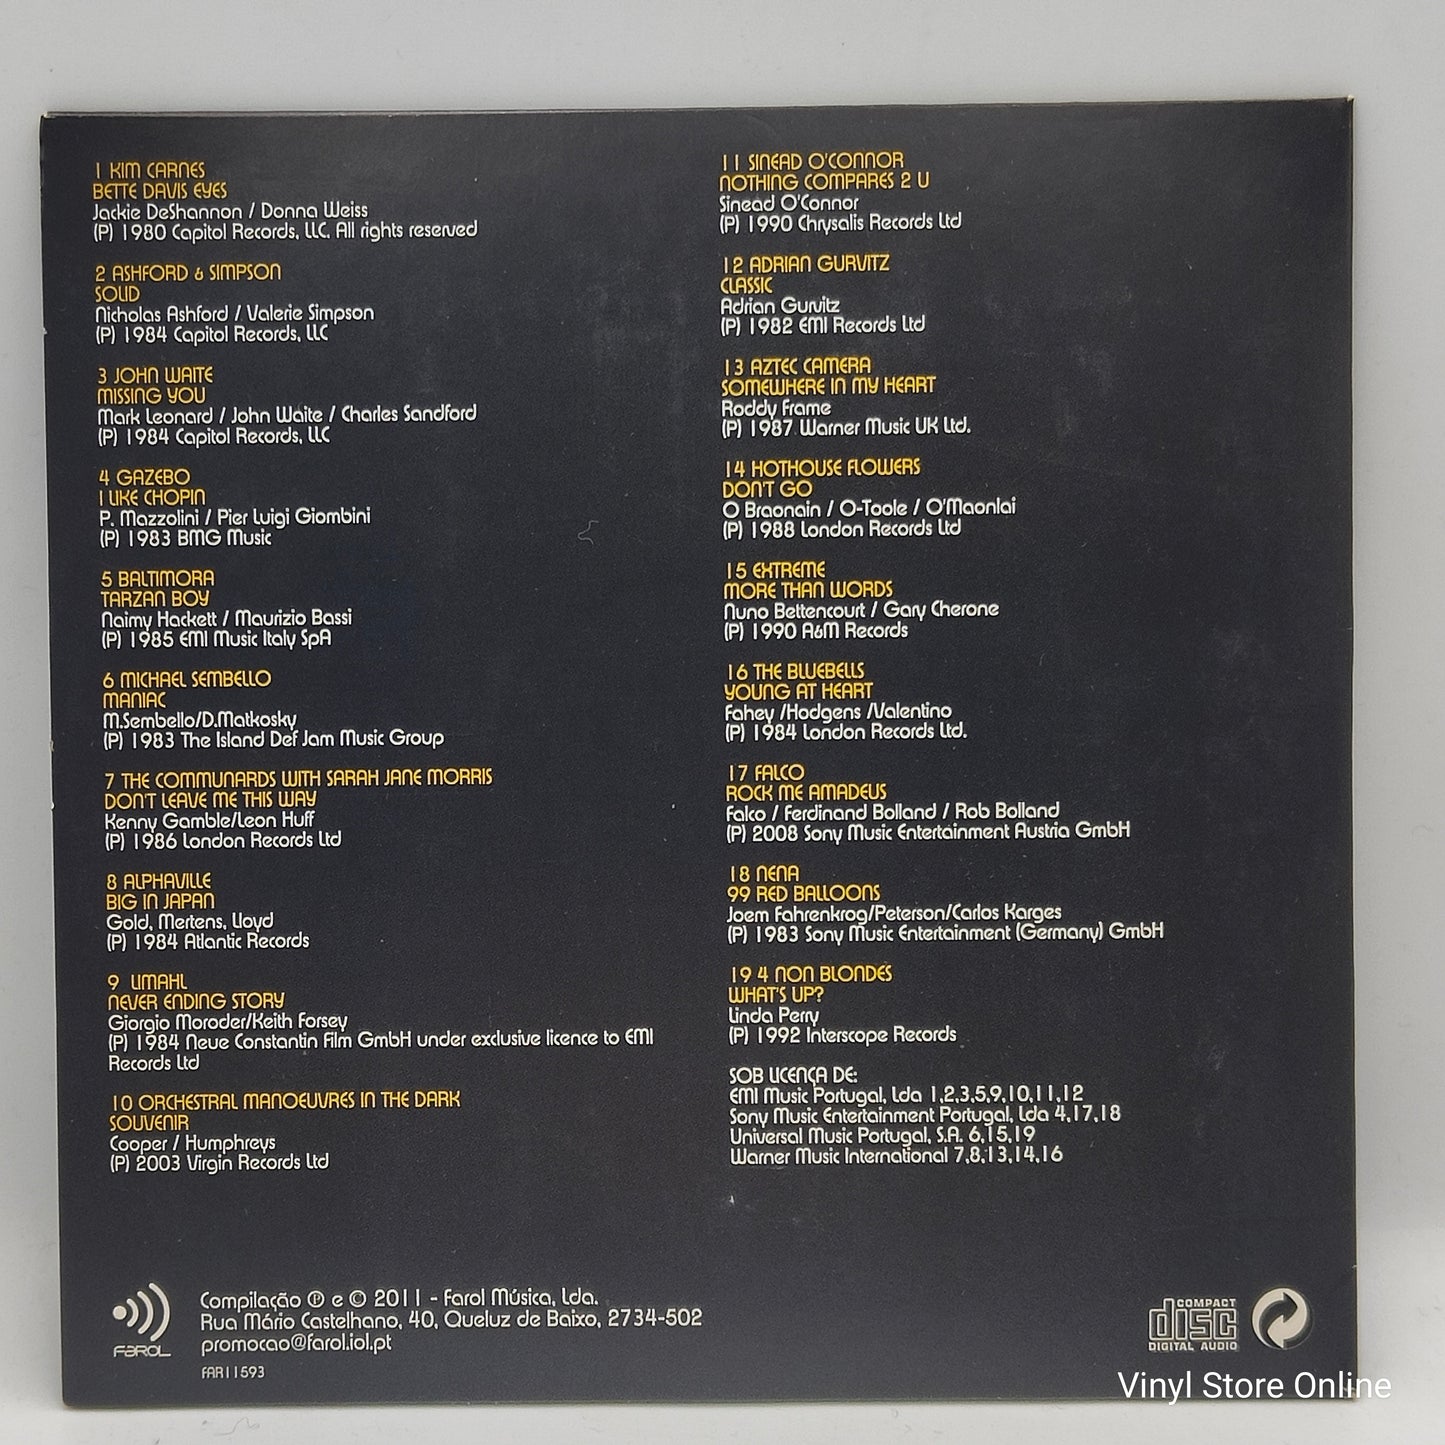 1 KIM CARNES
BETTE DAVIS EYES
Jackie DeShannon / Donna Weiss
(P) 1980 Capitol Records, LLC. All rights reserved
2 ASHFORD & SIMPSON
SOLID
Nicholas Ashford / Valerie Simpson
(P) 1984 Capitol Records, LLC
3 JOHN WAITE
MISSING YOU
Mark Leonard / John Waite / Charles Sandford
(P) 1984 Capitol Records, LLC
4 GAZEBO
I LIKE CHOPIN
P. Mazzolini / Pier Luigi Giombini
(P) 1983 BMG Music
5 BALTIMORA
TARZAN BOY
Naimy Hackett / Maurizio Bassi
(P) 1985 EMI Music Italy SpA
6 MICHAEL SEMBELLO
MANIAC
M.Sembello/D.Matkosky
(P) 1983 The Island Def Jam Music Group
7 THE COMMUNARDS WITH SARAH JANE MORRIS
DON'T LEAVE ME THIS WAY
Kenny Gamble/Leon Huff
(P) 1986 London Records Ltd
8 ALPHAVILLE
BIG IN JAPAN
Gold, Mertens, Lloyd
(P) 1984 Atlantic Records
9 LIMAHL
NEVER ENDING STORY
Giorgio Moroder/Keith Forsey
(P) 1984 Neue Constantin Film GmbH under exclusive licence to EMI
Records Ltd
10 ORCHESTRAL MANOEUVRES IN THE DARK
SOUVENIR
Cooper / Humphreys
(P) 2003 Virgin Records Ltd
11 SINEAD O'CONNOR
NOTHING COMPARES 2 U
Sinead O'Connor
(P) 1990 Chrysalis Records Ltd
12 ADRIAN GURVITZ
CLASSIC
Adrian Gurvitz
(P) 1982 EMI Records Ltd
13 AZTEC CAMERA
SOMEWHERE IN MY HEART
Roddy Frame
(P) 1987 Warner Music UK Ltd.
14 HOTHOUSE FLOWERS
DON'T GO
O Braonain / O-Toole / O'Maonlai
(P) 1988 London Records Ltd
15 EXTREME
MORE THAN WORDS
Nuno Bettencourt / Gary Cherone
(P) 1990 A&M Records
16 THE BLUEBELLS
YOUNG AT HEART
Fahey /Hodgens /Valentino
(P) 1984 London Records Ltd.
17 FALCO
ROCK ME AMADEUS
Falco / Ferdinand Bolland / Rob Bolland
(P) 2008 Sony Music Entertainment Austria GmbH
18 NENA
99 RED BALLOONS
Joem Fahrenkrog/Peterson/Carlos Karges
(P) 1983 Sony Music Entertainment (Germany) GmbH
19 4 NON BLONDES
WHAT'S UP?
Linda Perry
(P) 1992 Interscope Records
SOB LICENÇA DE:
EMI Music Portugal, Lda 1,2,3,5,9,10,11,12
Sony Music Entertainment Portugal, Lda 4,17,18
Universal Music Portugal, S.A. 6,15,19
Warner Music International 7,8,13,14,16
FAROL
Compilação ℗ e © 2011 - Farol Música, Lda.
Rua Mário Castelhano, 40, Queluz de Baixo, 2734-502
promocao@farol.iol.pt
FAR11593
COMPACT
disc
DIGITAL AUDIO
Vinyl Store Online